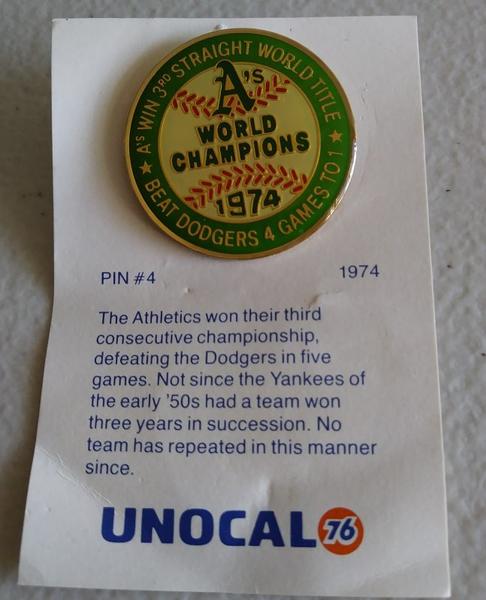 A's WIN 3RD STRAIGHT WORLD TITLE
A's
WORLD
CHAMPIONS
1974
★ BEAT DODGERS 4 GAMES TO 1 ★
PIN #4 1974
The Athletics won their third
consecutive championship,
defeating the Dodgers in five
games. Not since the Yankees of
the early '50s had a team won
three years in succession. No
team has repeated in this manner
since.
UNOCAL 76